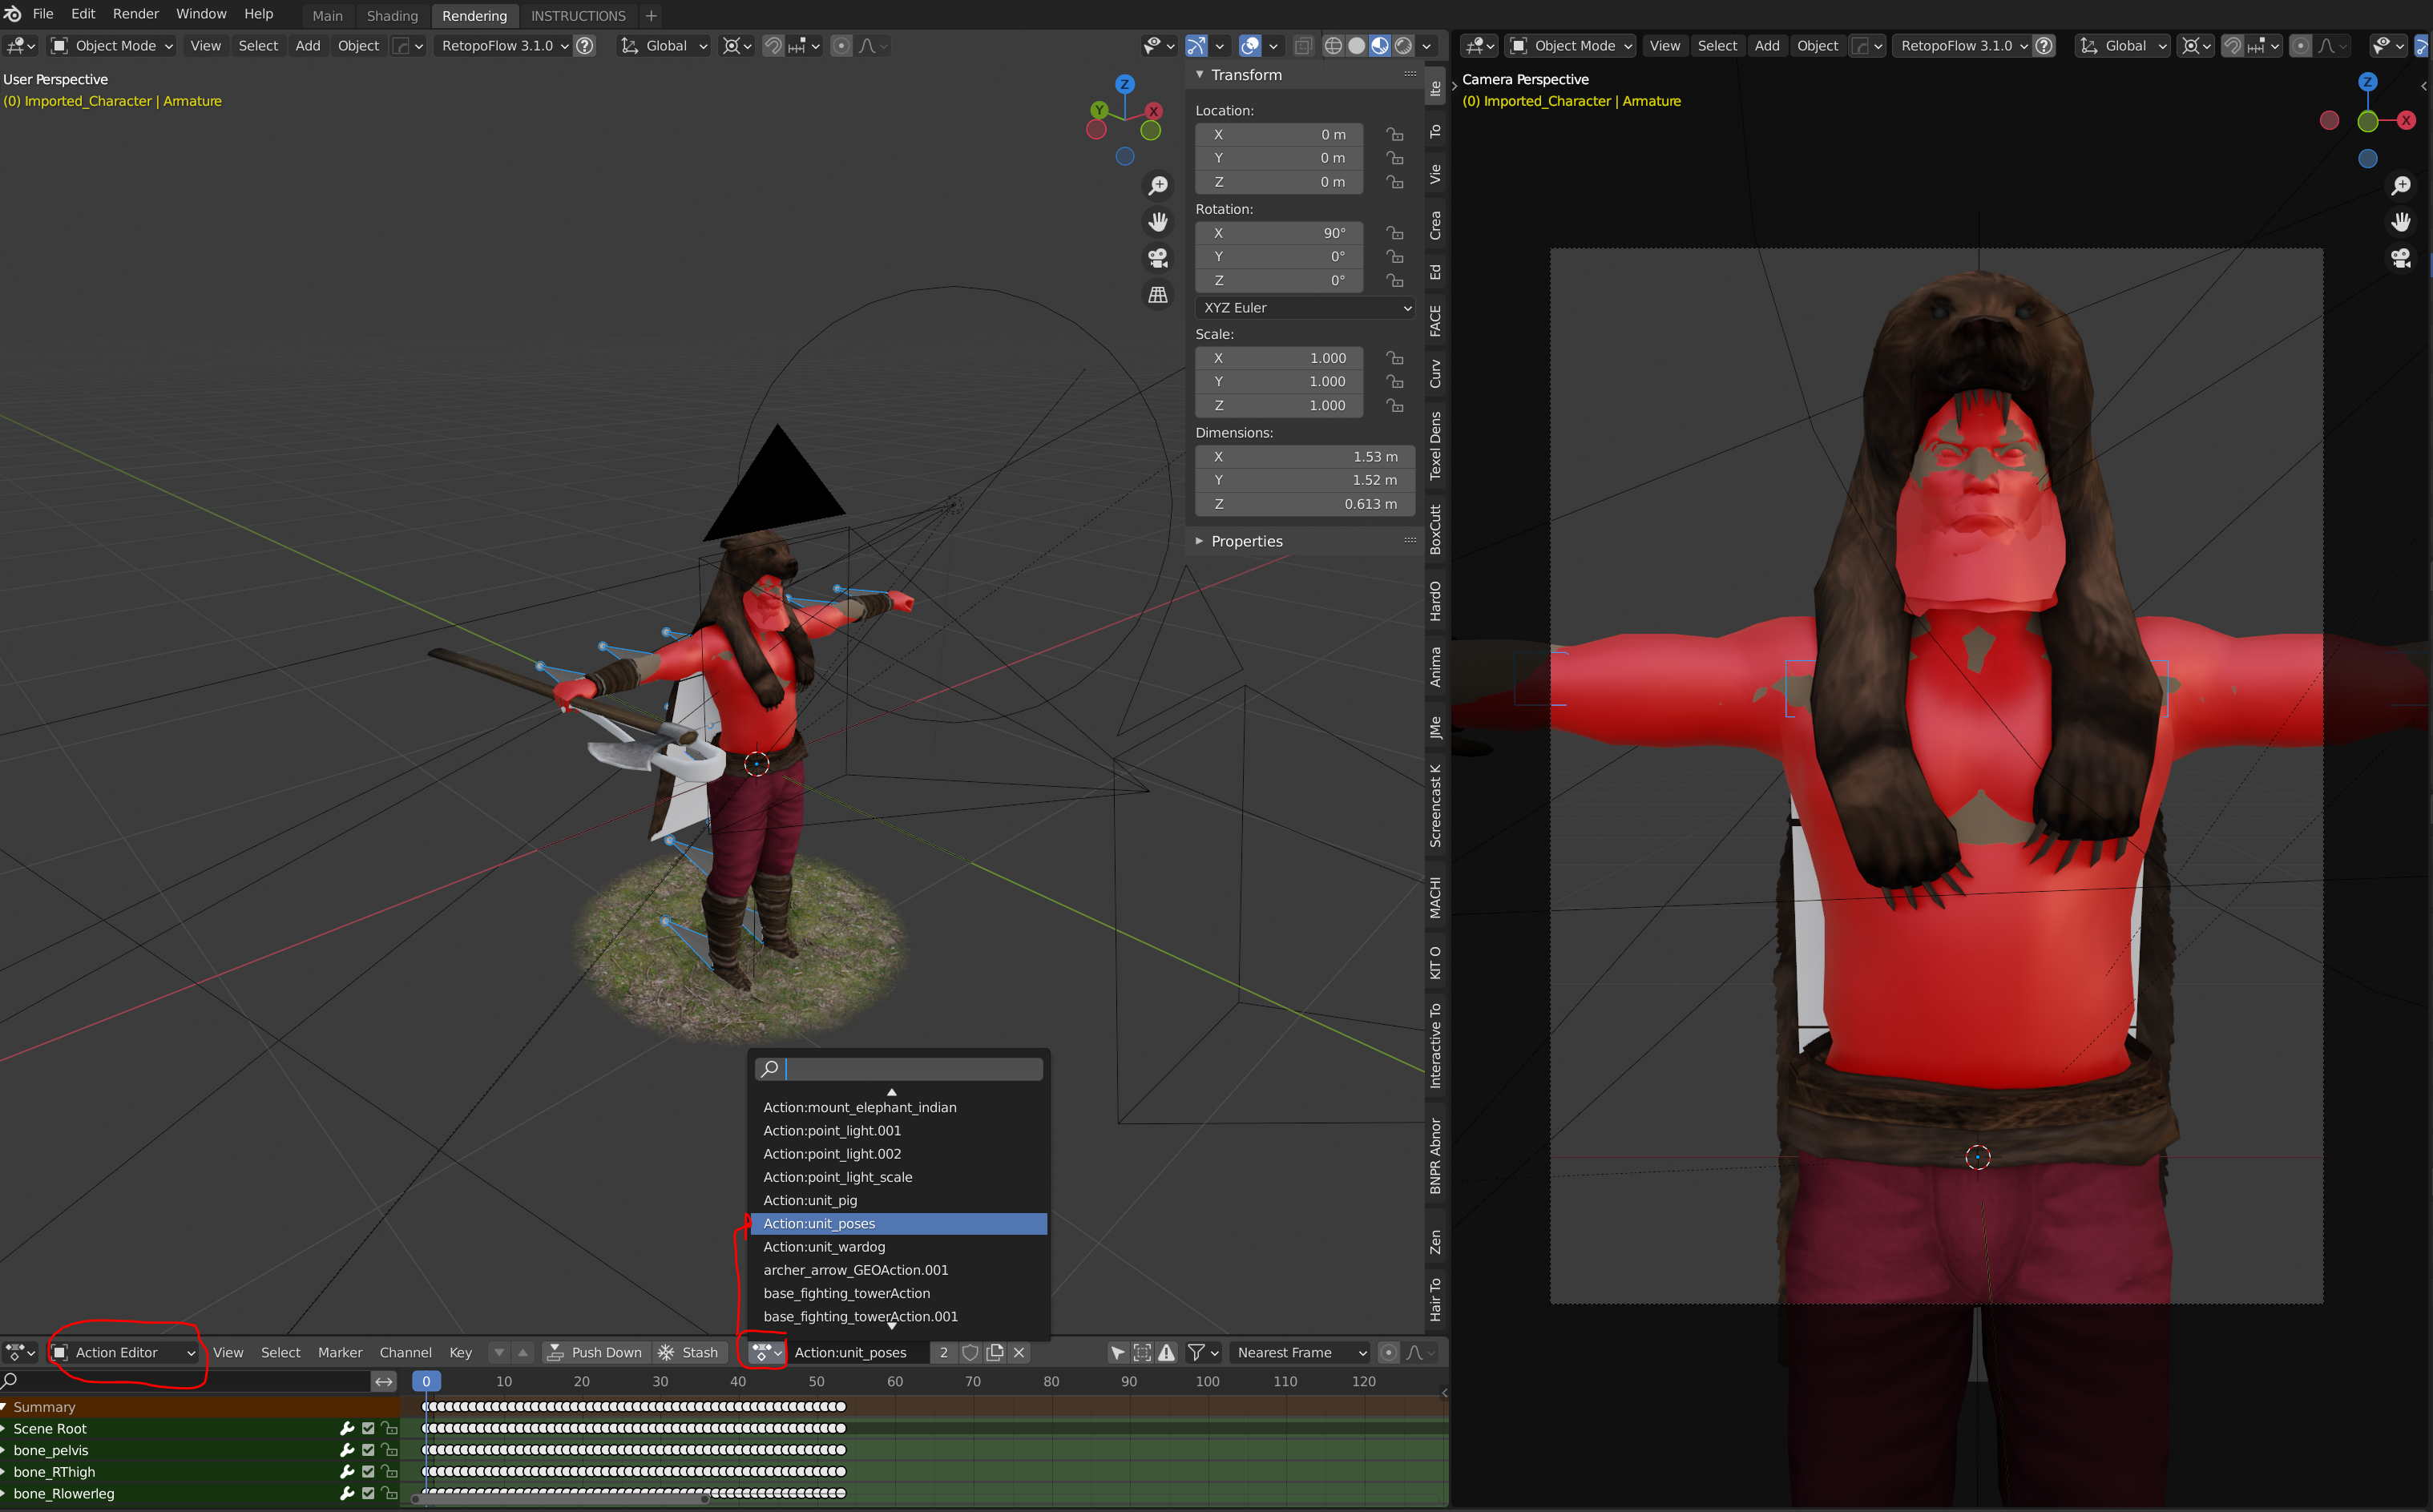 File Edit Render Window Help Main Shading Rendering INSTRUCTIONS +
Object Mode View Select Add Object RetopoFlow 3.1.0 ? Global
Object Mode View Select Add Object RetopoFlow 3.1.0 ? Global
User Perspective
(0) Imported_Character | Armature
Z
Y
X
Transform
Location:
X 0 m
Y 0 m
Z 0 m
Rotation:
X 90°
Y 0°
Z 0°
XYZ Euler
Scale:
X 1.000
Y 1.000
Z 1.000
Dimensions:
X 1.53 m
Y 1.52 m
Z 0.613 m
Properties
Ite
To
Vie
Crea
Ed
FACE
Curv
Texel Dens
BoxCutt
HardO
Anima
JMe
Screencast K
MACHI
KIT O
Interactive To
BNPR Abnor
Zen
Hair To
Camera Perspective
(0) Imported_Character | Armature
Z
X
Action:mount_elephant_indian
Action:point_light.001
Action:point_light.002
Action:point_light_scale
Action:unit_pig
Action:unit_poses
Action:unit_wardog
archer_arrow_GEOAction.001
base_fighting_towerAction
base_fighting_towerAction.001
Action Editor View Select Marker Channel Key Push Down Stash Action:unit_poses 2 Nearest Frame
0 10 20 30 40 50 60 70 80 90 100 110 120
Summary
Scene Root
bone_pelvis
bone_RThigh
bone_Rlowerleg